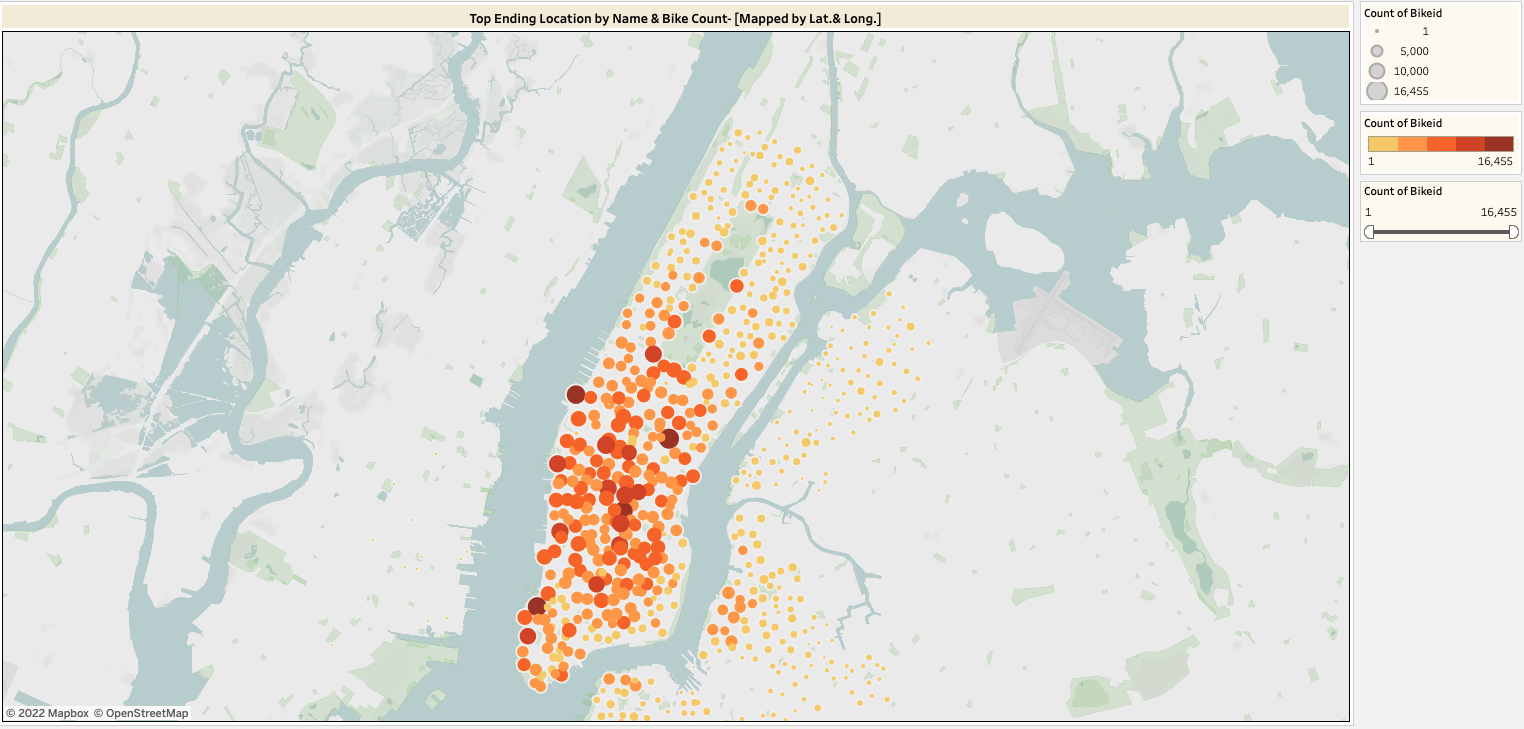 Top Ending Location by Name & Bike Count- [Mapped by Lat.& Long.]
Count of Bikeid
1
5,000
10,000
16,455
Count of Bikeid
1 16,455
Count of Bikeid
1 16,455
© 2022 Mapbox © OpenStreetMap